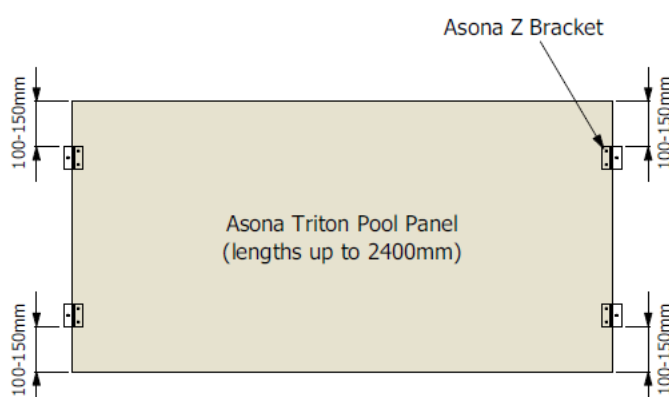 Asona Z Bracket
100-150mm
100-150mm
Asona Triton Pool Panel
(lengths up to 2400mm)
100-150mm
100-150mm